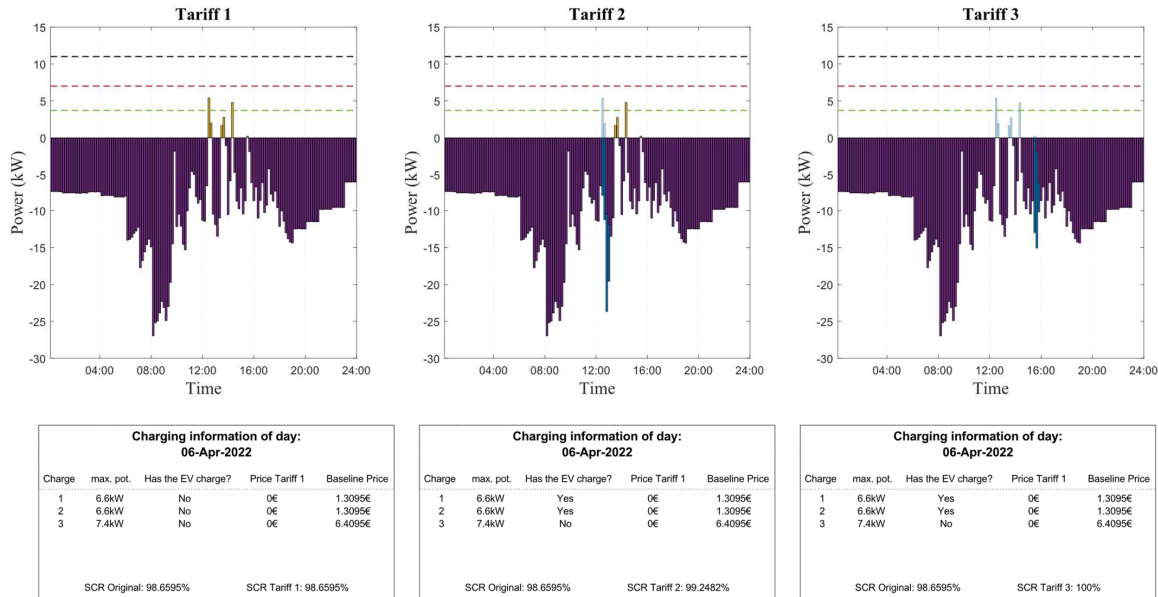 Tariff 1
15
10
5
0
-5
-10
-15
-20
-25
-30
Power (kW)
04:00 08:00 12:00 16:00 20:00 24:00
Time
Tariff 2
15
10
5
0
-5
-10
-15
-20
-25
-30
Power (kW)
04:00 08:00 12:00 16:00 20:00 24:00
Time
Tariff 3
15
10
5
0
-5
-10
-15
-20
-25
-30
Power (kW)
04:00 08:00 12:00 16:00 20:00 24:00
Time
Charging information of day:
06-Apr-2022
Charge max. pot. Has the EV charge? Price Tariff 1 Baseline Price
1 6.6kW No 0€ 1.3095€
2 6.6kW No 0€ 1.3095€
3 7.4kW No 0€ 6.4095€
SCR Original: 98.6595% SCR Tariff 1: 98.6595%
Charging information of day:
06-Apr-2022
Charge max. pot. Has the EV charge? Price Tariff 1 Baseline Price
1 6.6kW Yes 0€ 1.3095€
2 6.6kW Yes 0€ 1.3095€
3 7.4kW No 0€ 6.4095€
SCR Original: 98.6595% SCR Tariff 2: 99.2482%
Charging information of day:
06-Apr-2022
Charge max. pot. Has the EV charge? Price Tariff 1 Baseline Price
1 6.6kW Yes 0€ 1.3095€
2 6.6kW Yes 0€ 1.3095€
3 7.4kW No 0€ 6.4095€
SCR Original: 98.6595% SCR Tariff 3: 100%